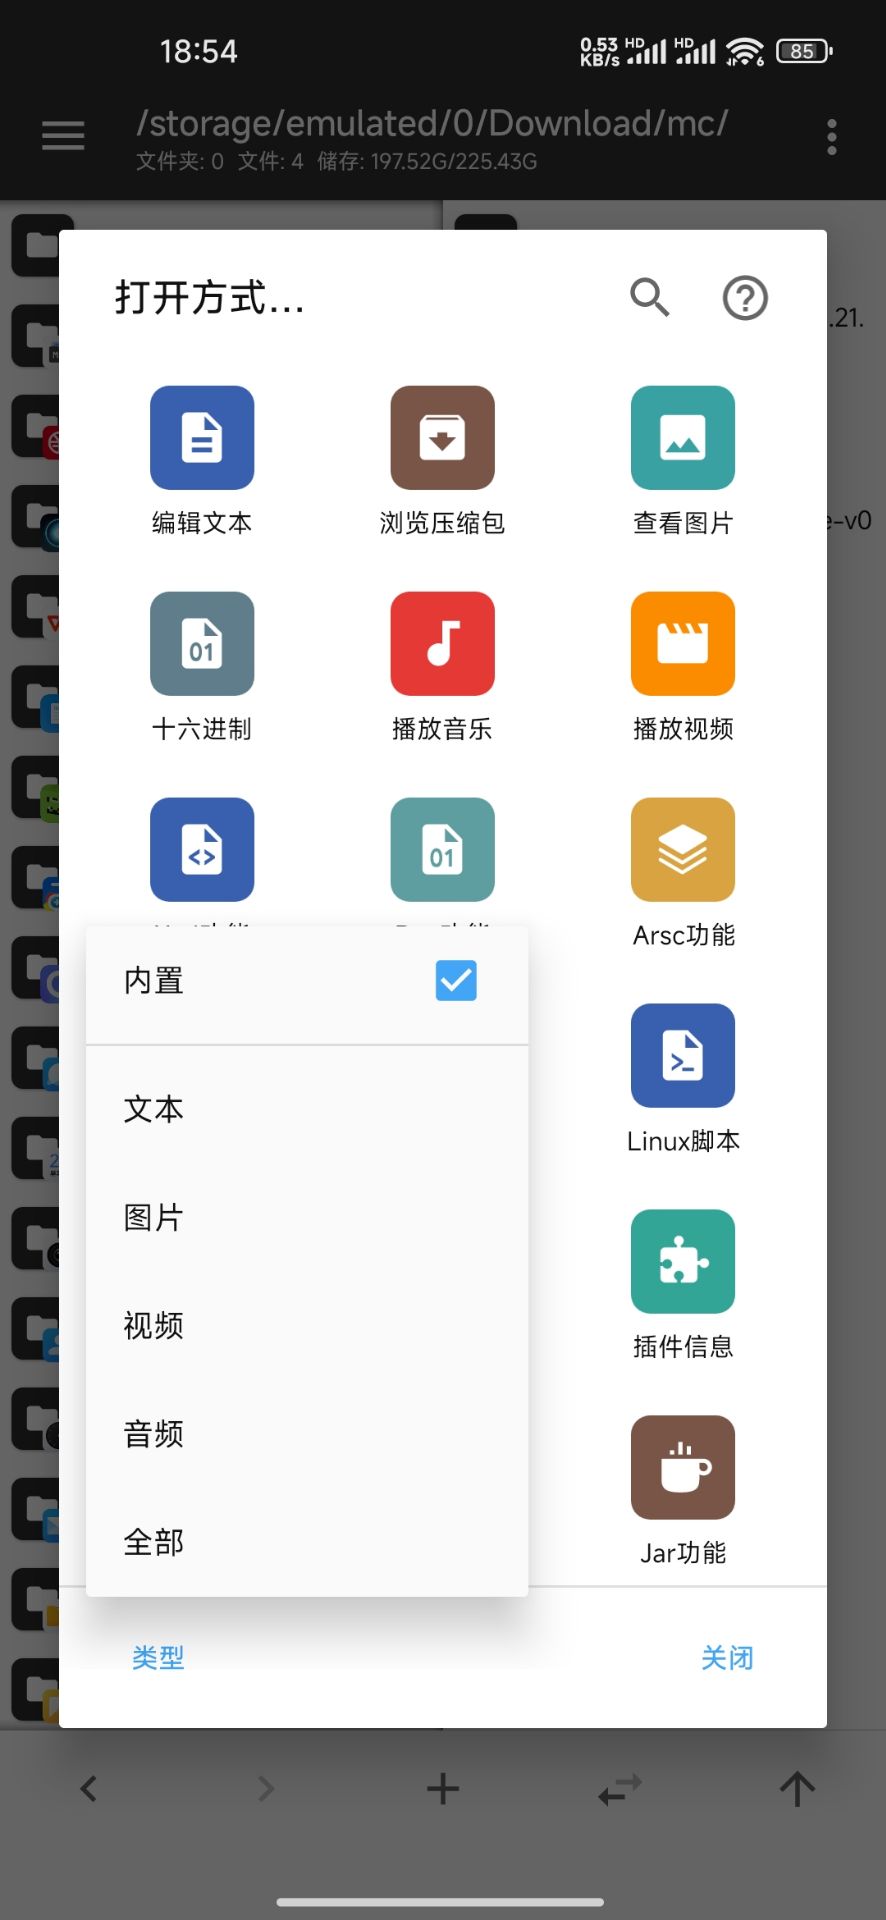 18:54
0.53 KB/s HD HD 6 85
/storage/emulated/0/Download/mc/
文件夹: 0 文件: 4 储存: 197.52G/225.43G
打开方式...
.21.
编辑文本 浏览压缩包 查看图片
e-v0
01
十六进制 播放音乐 播放视频
01
Arsc功能
内置
文本
Linux脚本
图片
视频
插件信息
音频
全部
Jar功能
类型 关闭